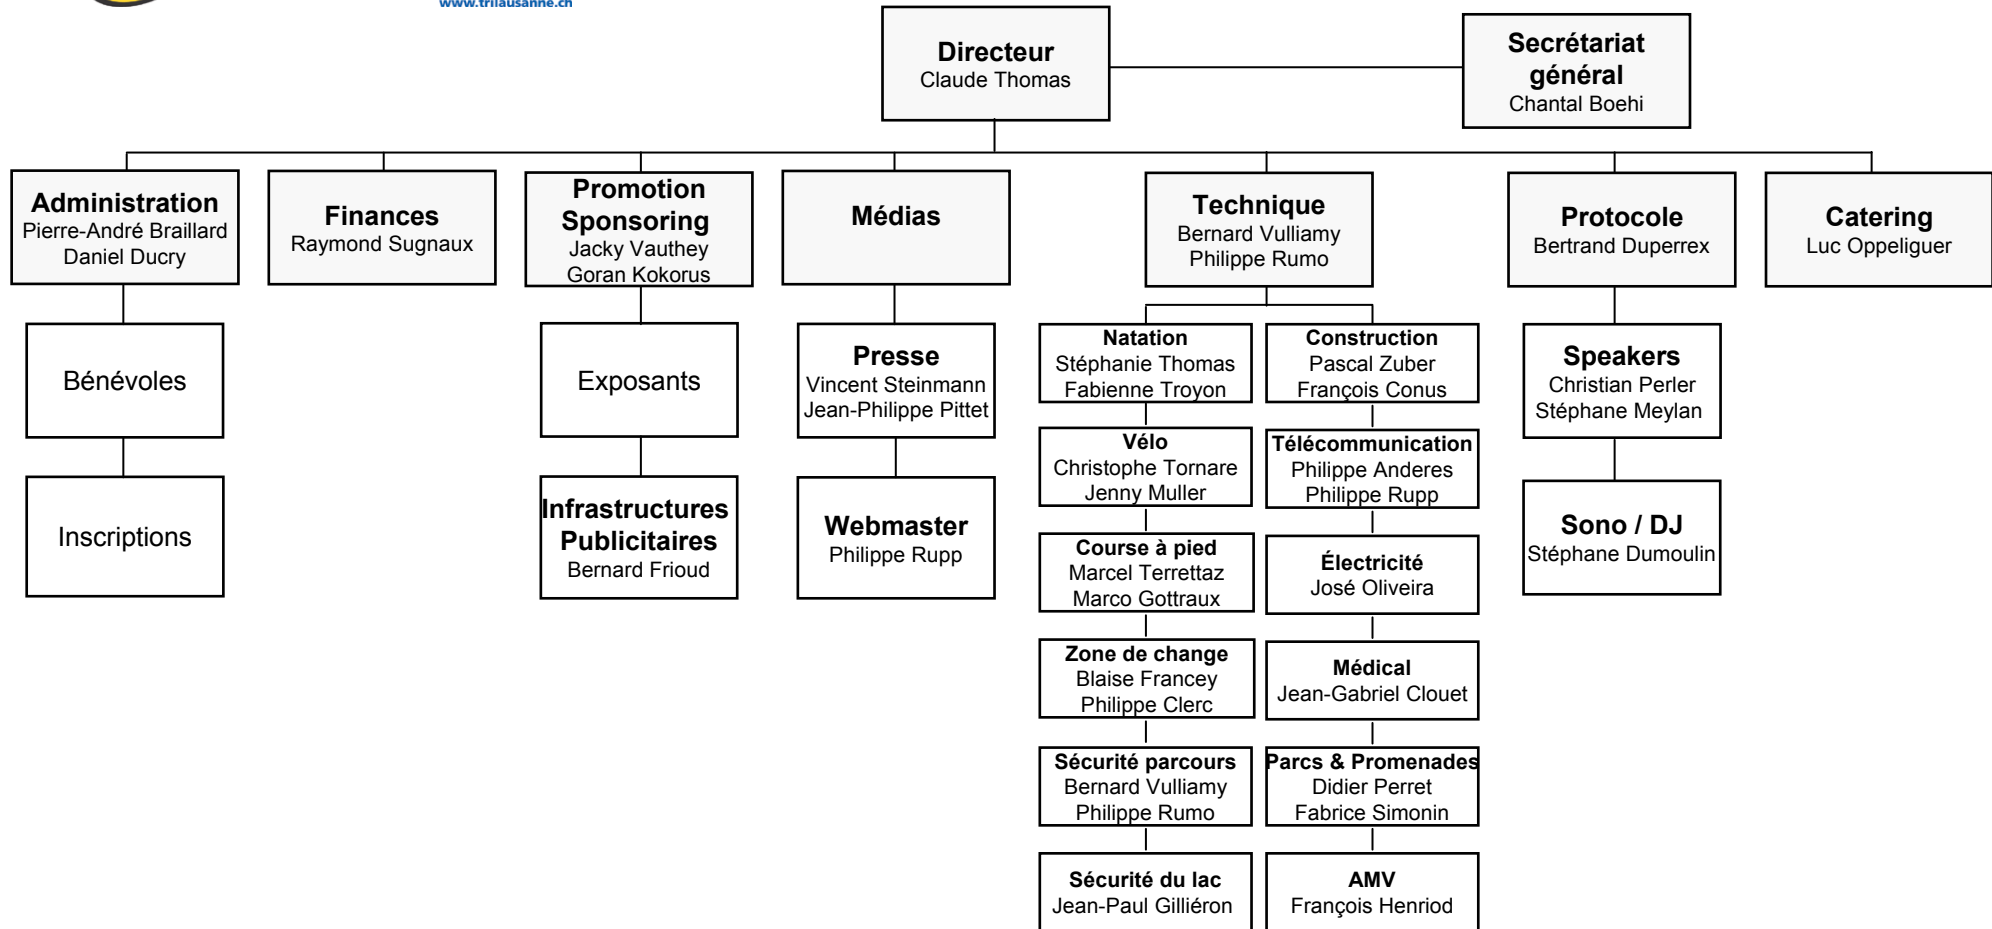 www.trilausanne.ch
Directeur
Claude Thomas
Secrétariat
général
Chantal Boehi
Administration
Pierre-André Braillard
Daniel Ducry
Finances
Raymond Sugnaux
Promotion
Sponsoring
Jacky Vauthey
Goran Kokorus
Médias
Technique
Bernard Vulliamy
Philippe Rumo
Protocole
Bertrand Duperrex
Catering
Luc Oppeliguer
Bénévoles
Inscriptions
Exposants
Infrastructures
Publicitaires
Bernard Frioud
Presse
Vincent Steinmann
Jean-Philippe Pittet
Webmaster
Philippe Rupp
Natation
Stéphanie Thomas
Fabienne Troyon
Vélo
Christophe Tornare
Jenny Muller
Course à pied
Marcel Terrettaz
Marco Gottraux
Zone de change
Blaise Francey
Philippe Clerc
Sécurité parcours
Bernard Vulliamy
Philippe Rumo
Sécurité du lac
Jean-Paul Gilliéron
Construction
Pascal Zuber
François Conus
Télécommunication
Philippe Anderes
Philippe Rupp
Électricité
José Oliveira
Médical
Jean-Gabriel Clouet
Parcs & Promenades
Didier Perret
Fabrice Simonin
AMV
François Henriod
Speakers
Christian Perler
Stéphane Meylan
Sono / DJ
Stéphane Dumoulin